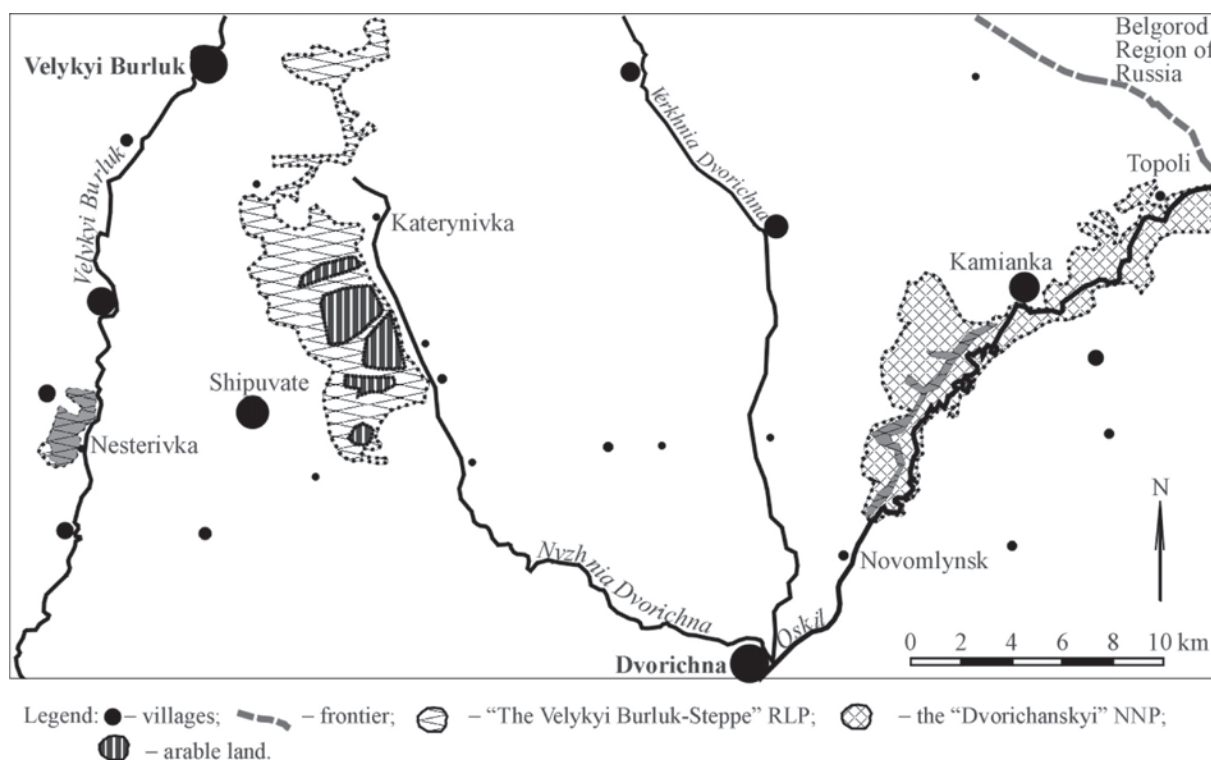 Belgorod
Region of
Russia
Velykyi Burluk
Verkhnia Dvorichna
Topoli
Velykyi Burluk
Katerynivka
Kamianka
Shipuvate
Nesterivka
N
Nyzhnia Dvorichna
Novomlynsk
Oskil
0 2 4 6 8 10 km
Dvorichna
Legend: – villages; – frontier; – “The Velykyi Burluk-Steppe” RLP; – the “Dvorichanskyi” NNP;
– arable land.